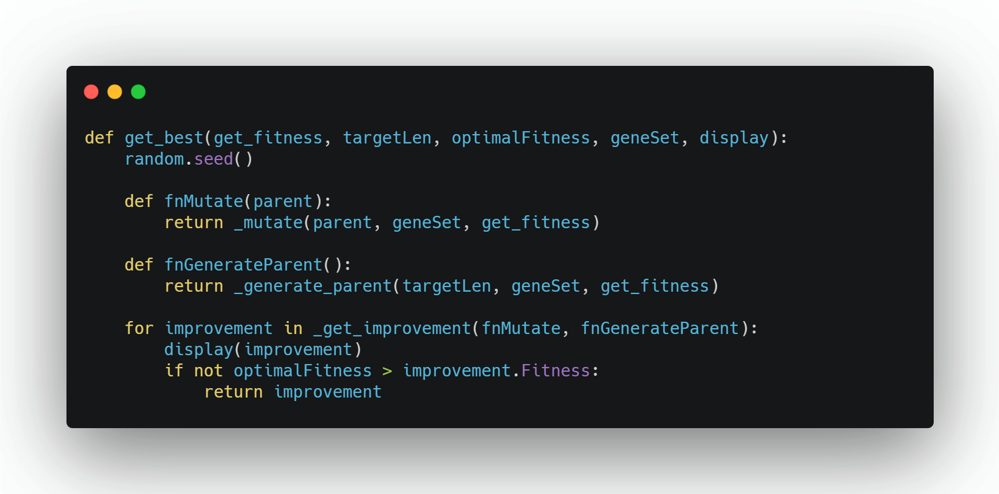 def get_best(get_fitness, targetLen, optimalFitness, geneSet, display):
    random.seed()

    def fnMutate(parent):
        return _mutate(parent, geneSet, get_fitness)

    def fnGenerateParent():
        return _generate_parent(targetLen, geneSet, get_fitness)

    for improvement in _get_improvement(fnMutate, fnGenerateParent):
        display(improvement)
        if not optimalFitness > improvement.Fitness:
            return improvement